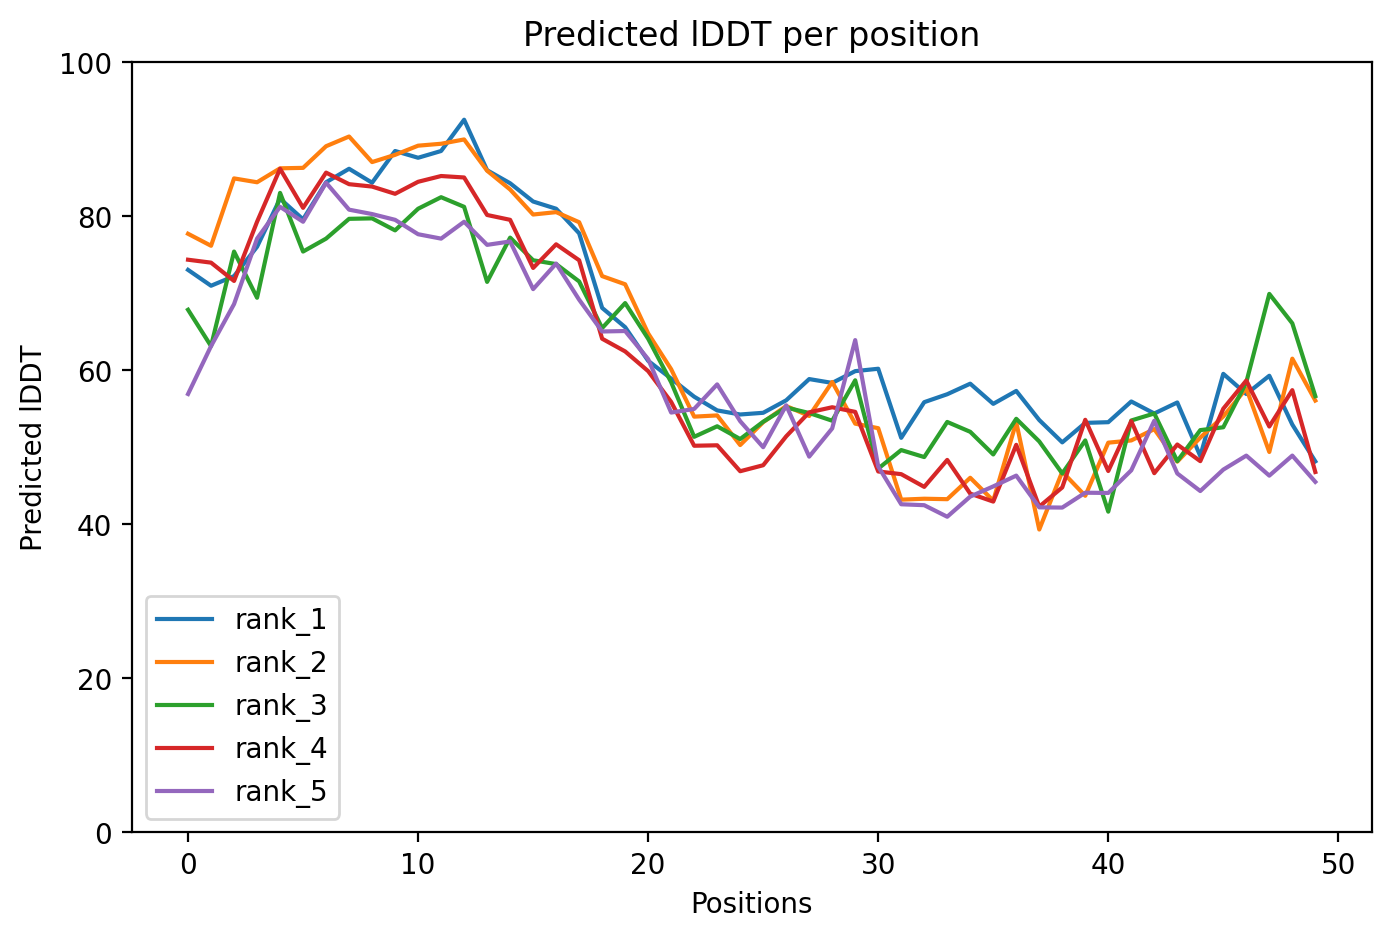 Predicted lDDT per position
100
80
60
40
20
0
Predicted lDDT
rank_1
rank_2
rank_3
rank_4
rank_5
0 10 20 30 40 50
Positions